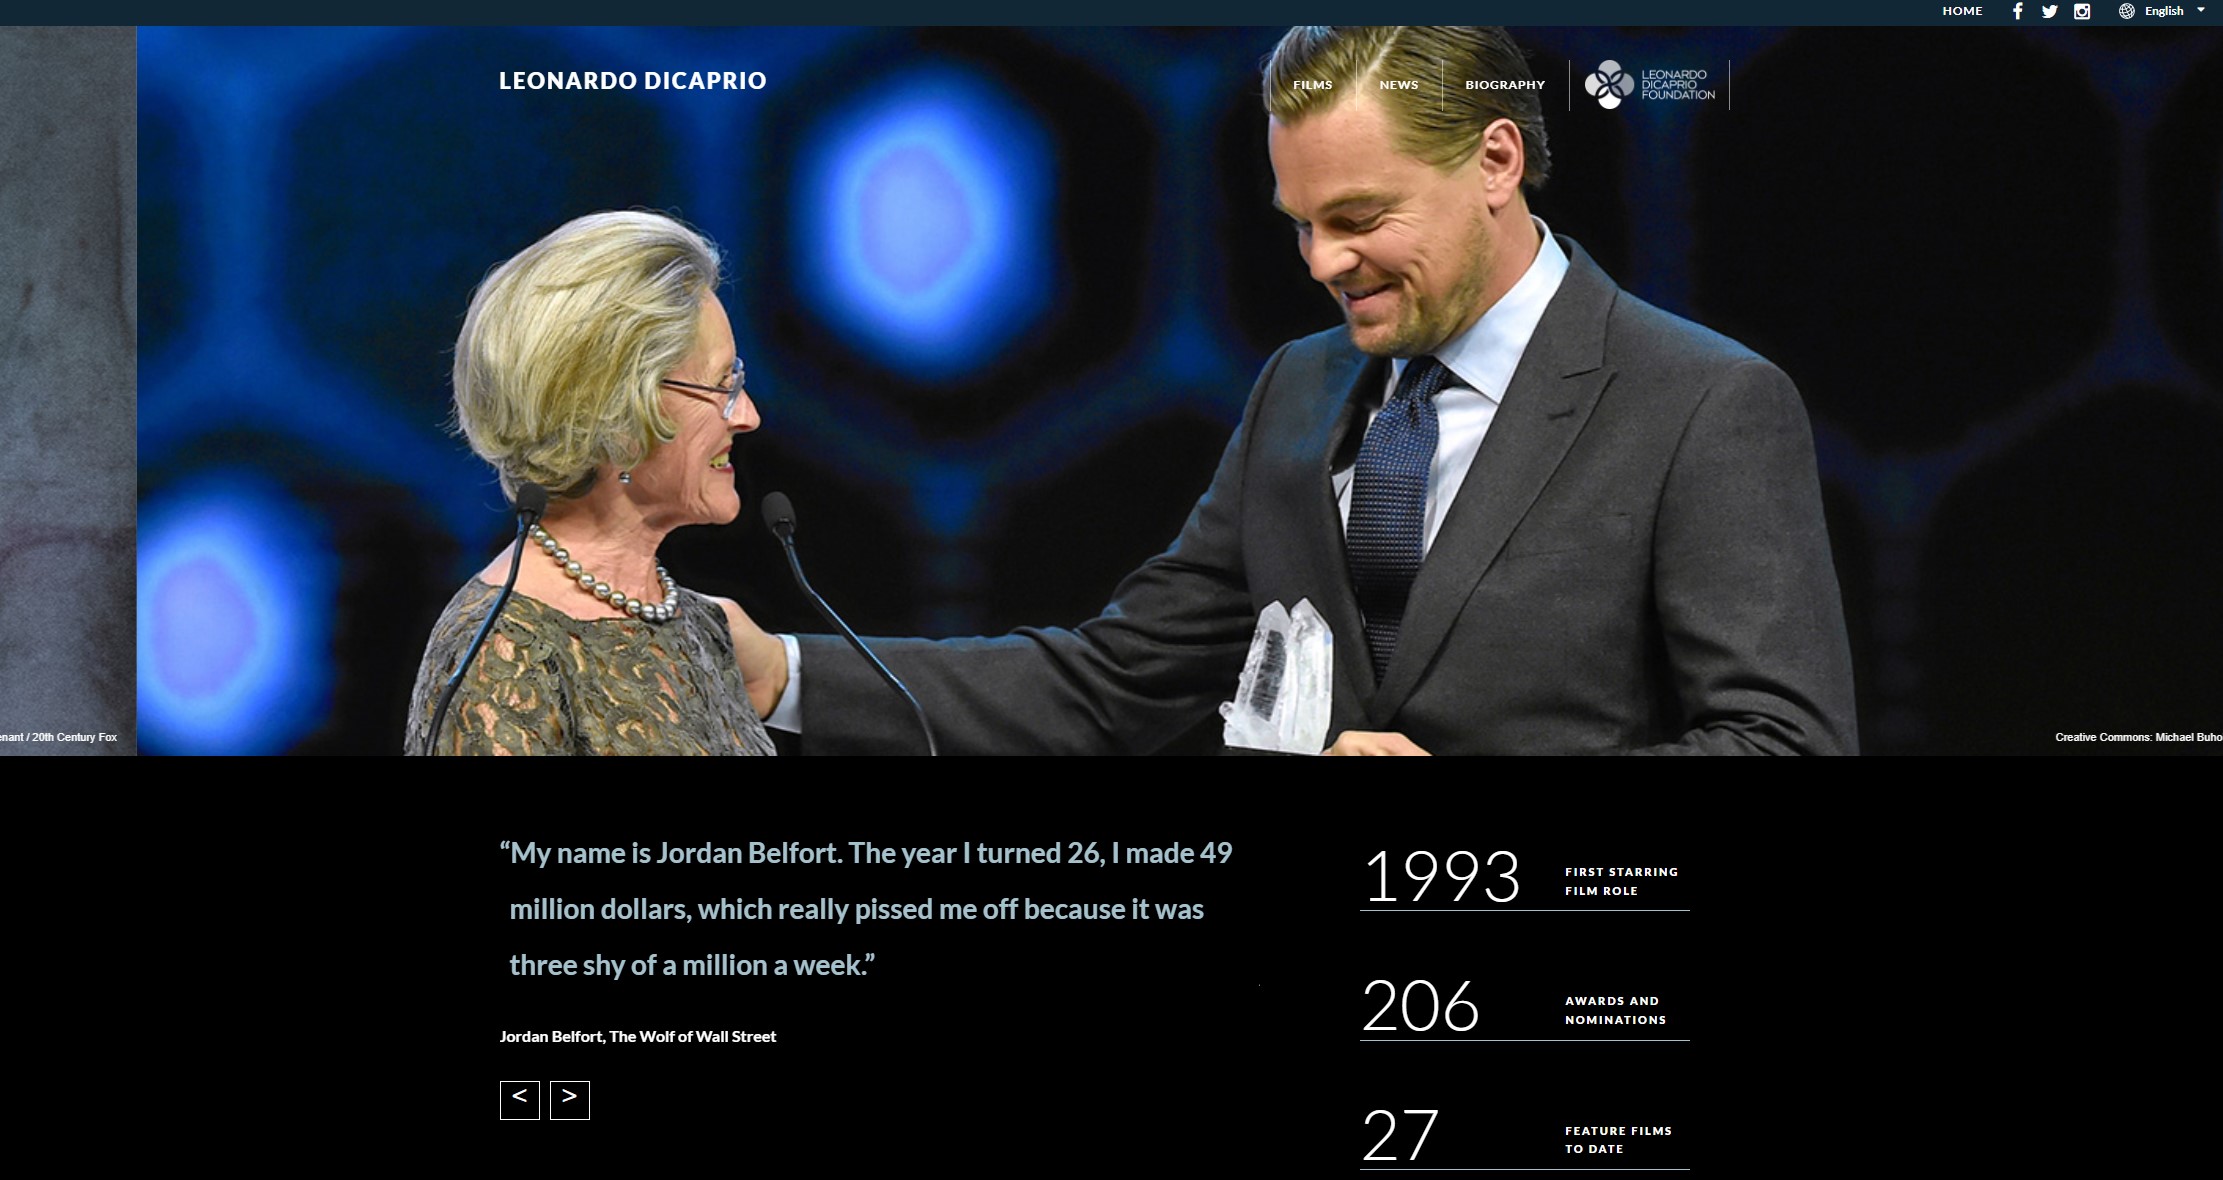 HOME
English
LEONARDO DICAPRIO
FILMS
NEWS
BIOGRAPHY
LEONARDO
DICAPRIO
FOUNDATION
enant / 20th Century Fox
Creative Commons: Michael Buho
“My name is Jordan Belfort. The year I turned 26, I made 49
million dollars, which really pissed me off because it was
three shy of a million a week.”
Jordan Belfort, The Wolf of Wall Street
< >
1993
FIRST STARRING
FILM ROLE
206
AWARDS AND
NOMINATIONS
27
FEATURE FILMS
TO DATE